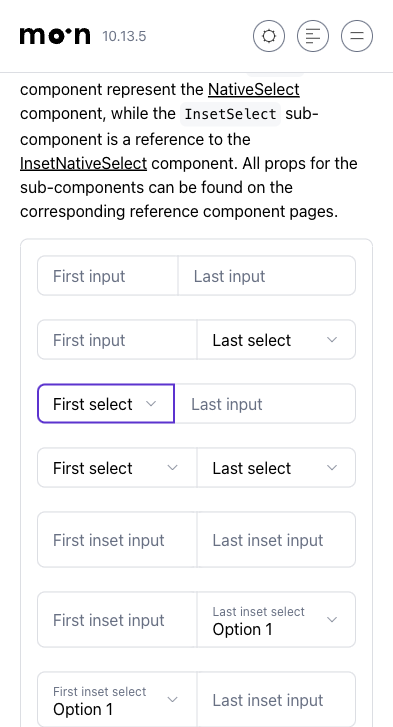 moon 10.13.5
component represent the NativeSelect
component, while the InsetSelect sub-
component is a reference to the
InsetNativeSelect component. All props for the
sub-components can be found on the
corresponding reference component pages.
First input Last input
First input Last select
First select Last input
First select Last select
First inset input Last inset input
First inset input Last inset select
Option 1
First inset select Last inset input
Option 1